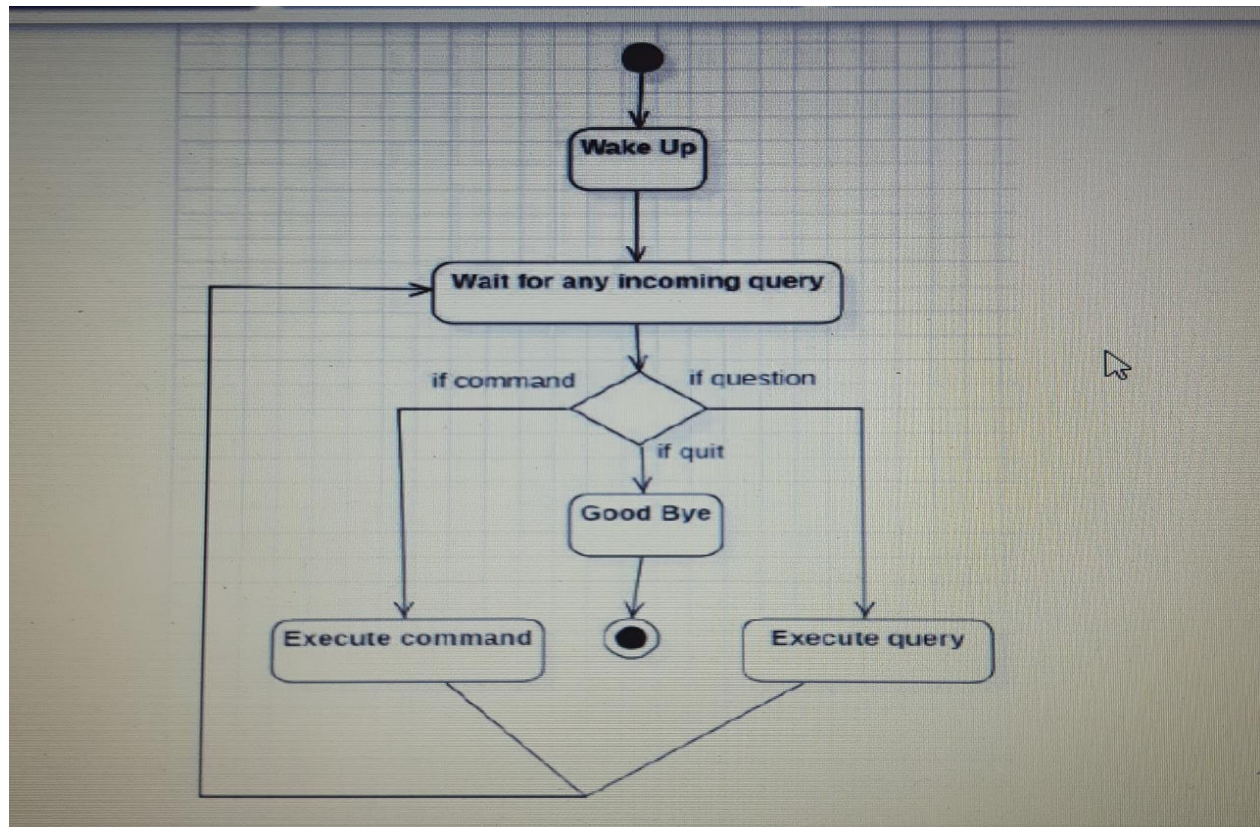 Wake Up
Wait for any incoming query
if command
if question
if quit
Good Bye
Execute command
Execute query